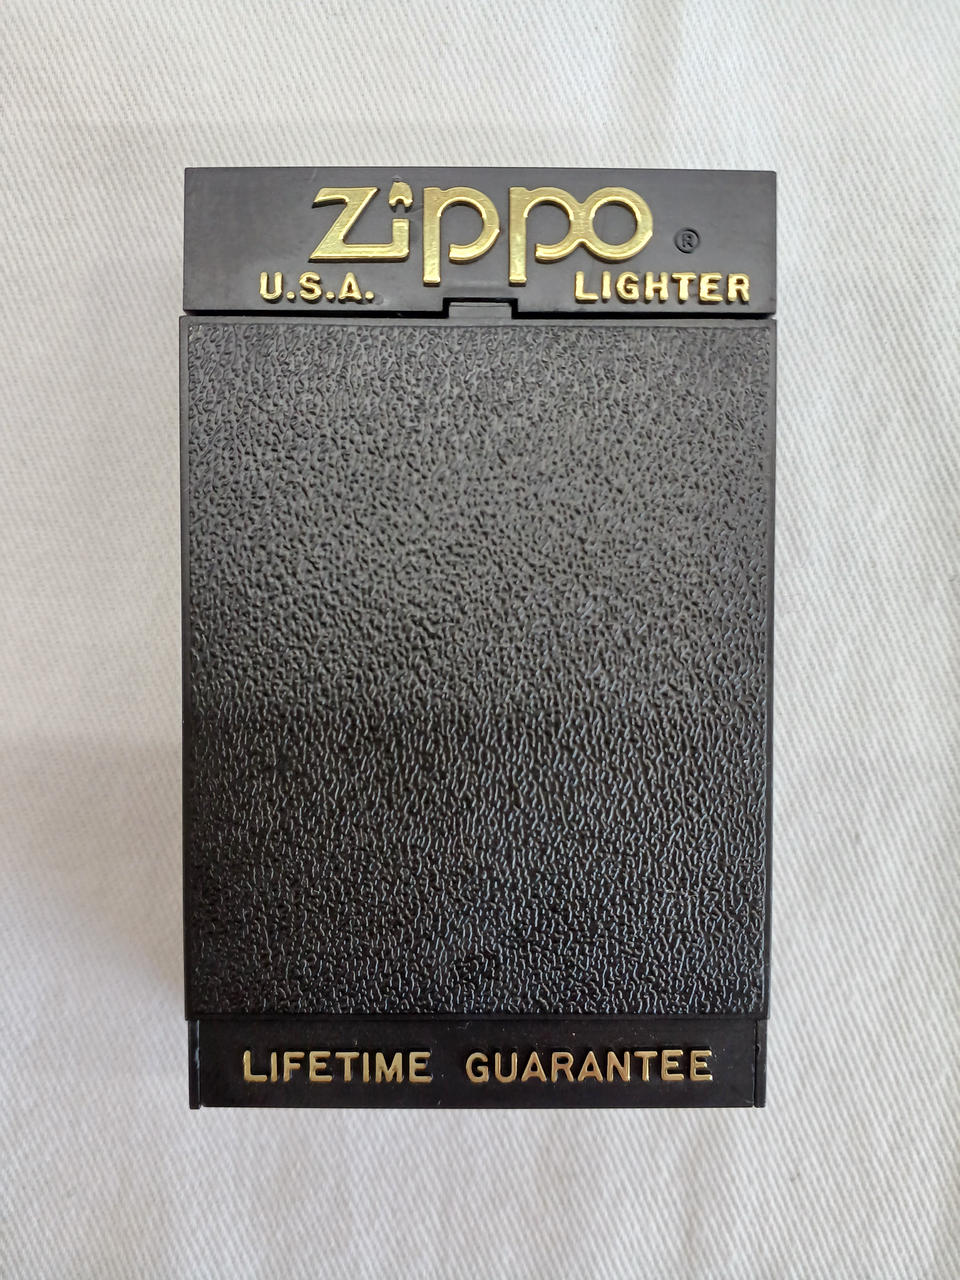 Zippo ®
U.S.A. LIGHTER
LIFETIME GUARANTEE